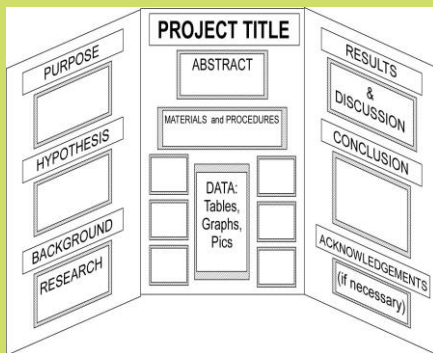 PURPOSE
HYPOTHESIS
BACKGROUND
RESEARCH
PROJECT TITLE
ABSTRACT
MATERIALS and PROCEDURES
DATA:
Tables,
Graphs,
Pics
RESULTS
&
DISCUSSION
CONCLUSION
ACKNOWLEDGEMENTS
(if necessary)